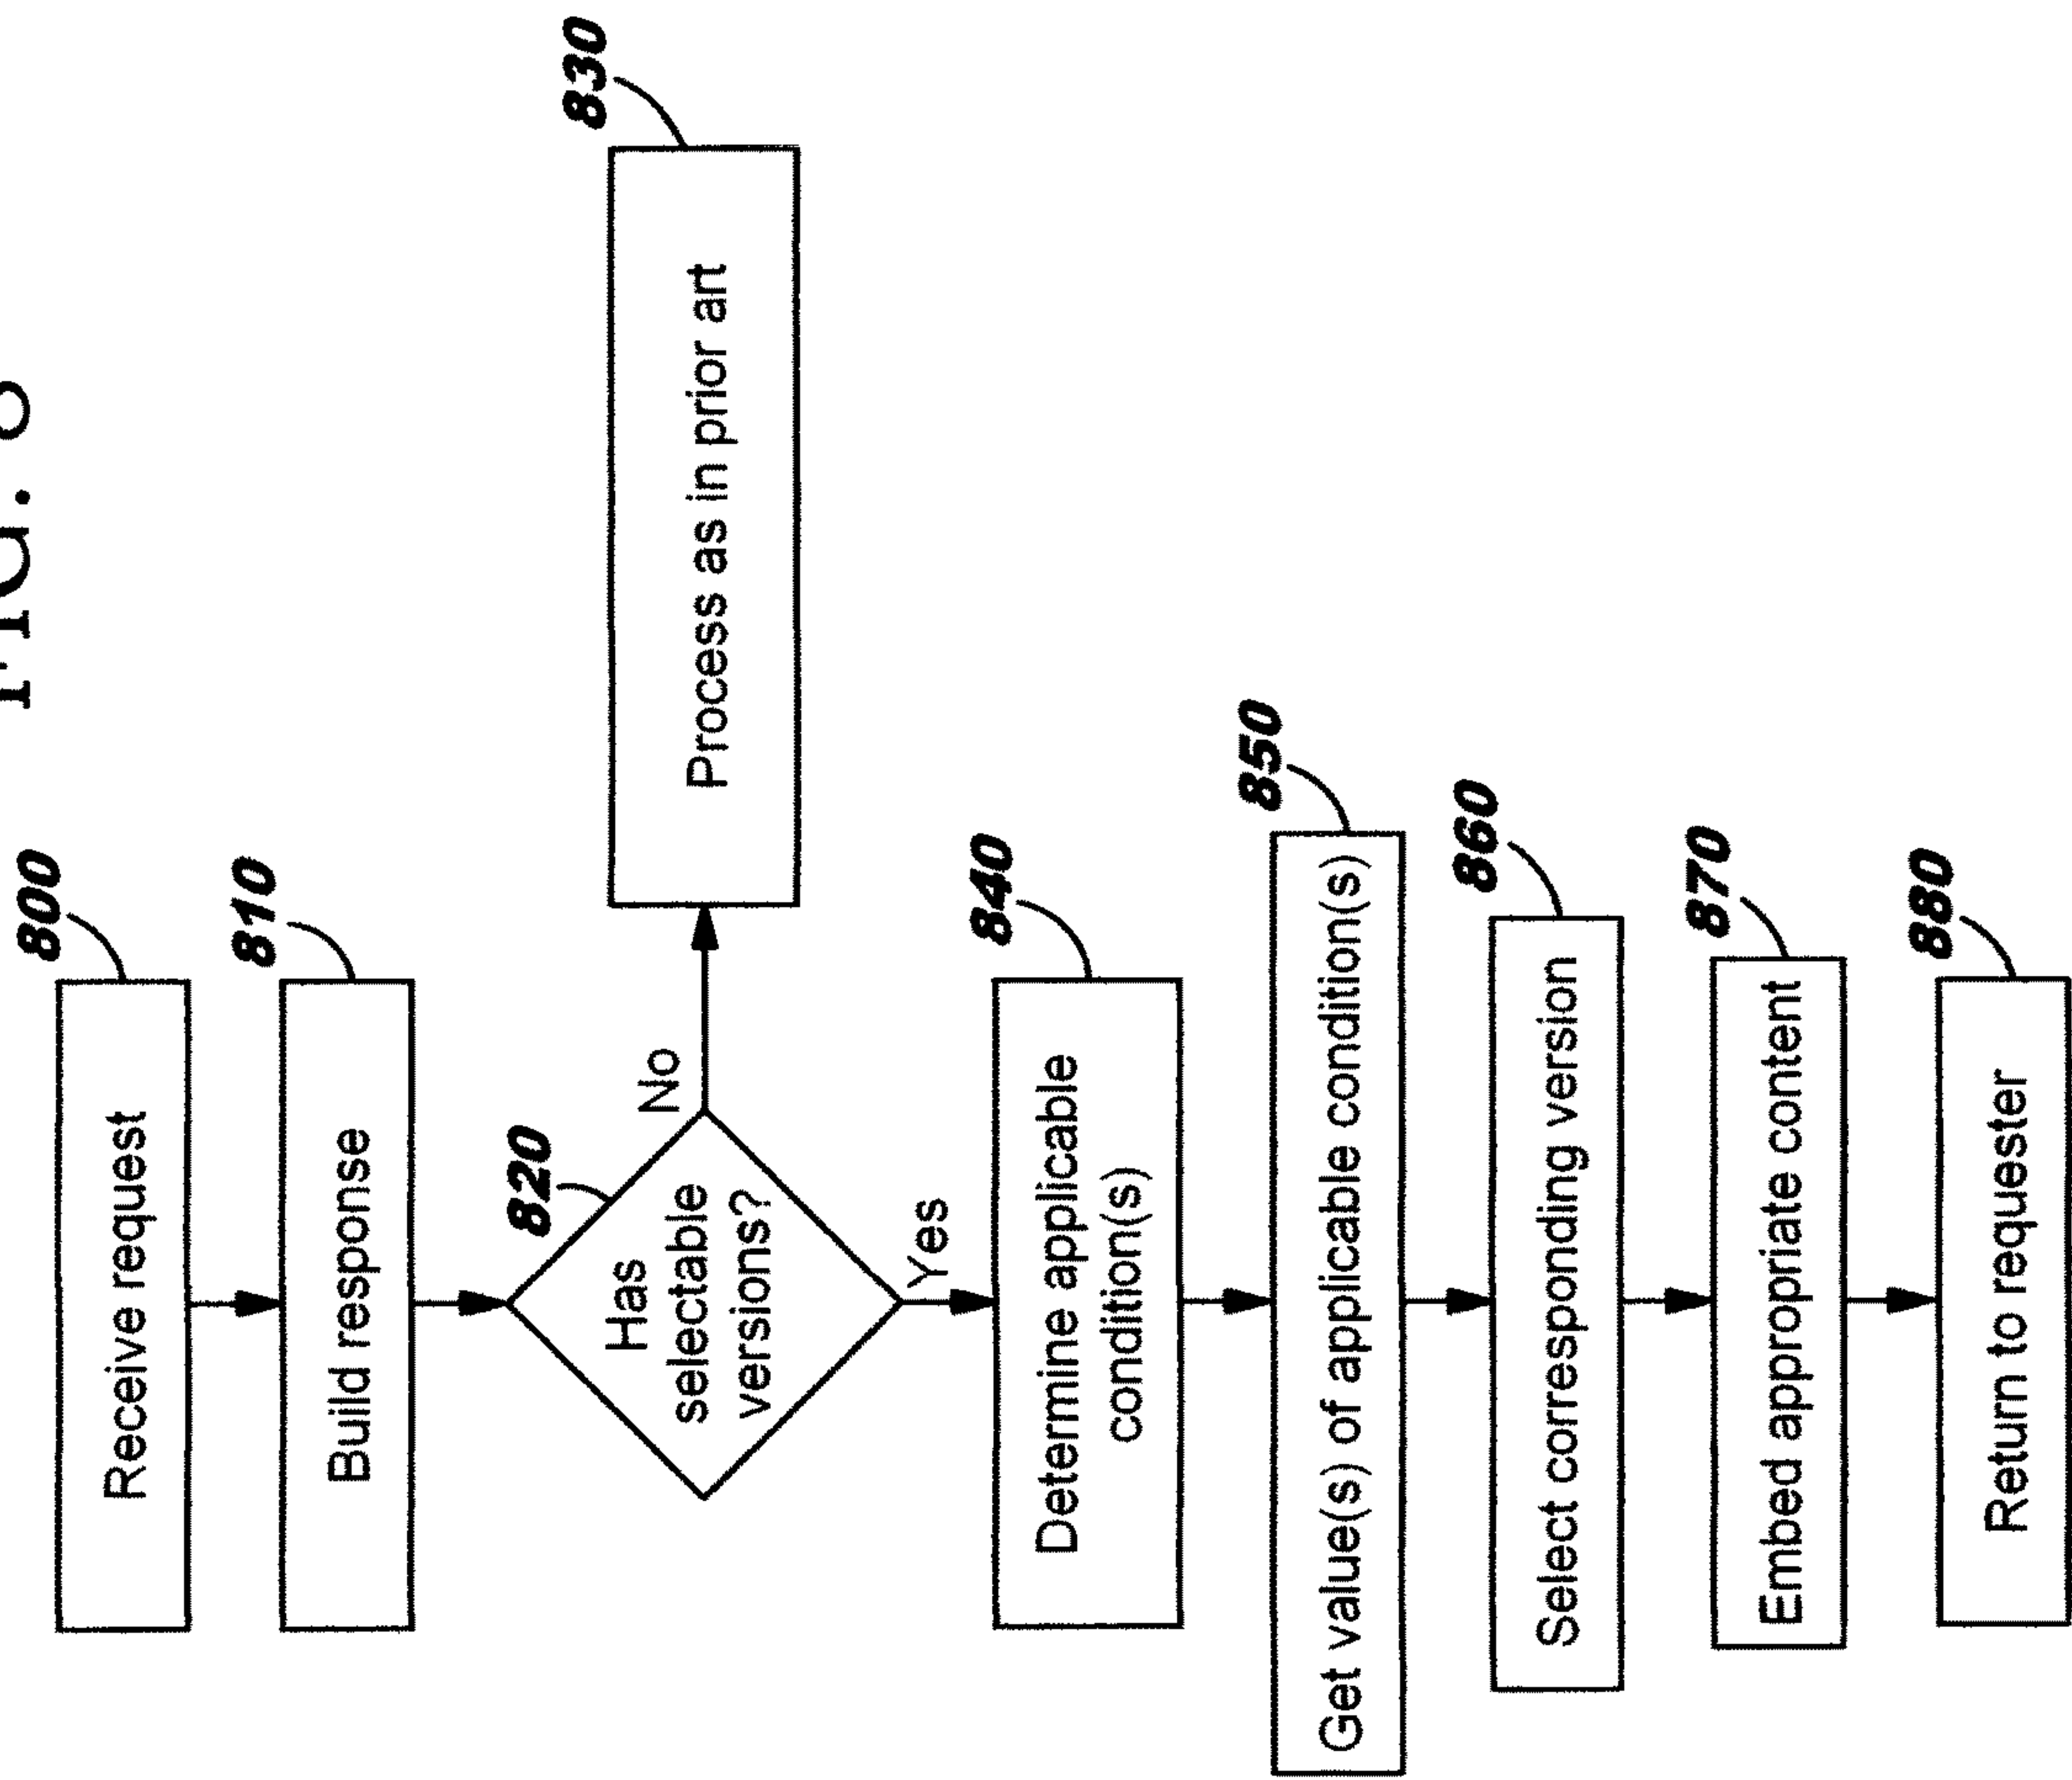 FIG. 8
800
Receive request
810
Build response
820
Has
selectable
versions?
No
830
Process as in prior art
Yes
840
Determine applicable
condition(s)
850
Get value(s) of applicable condition(s)
860
Select corresponding version
870
Embed appropriate content
880
Return to requester